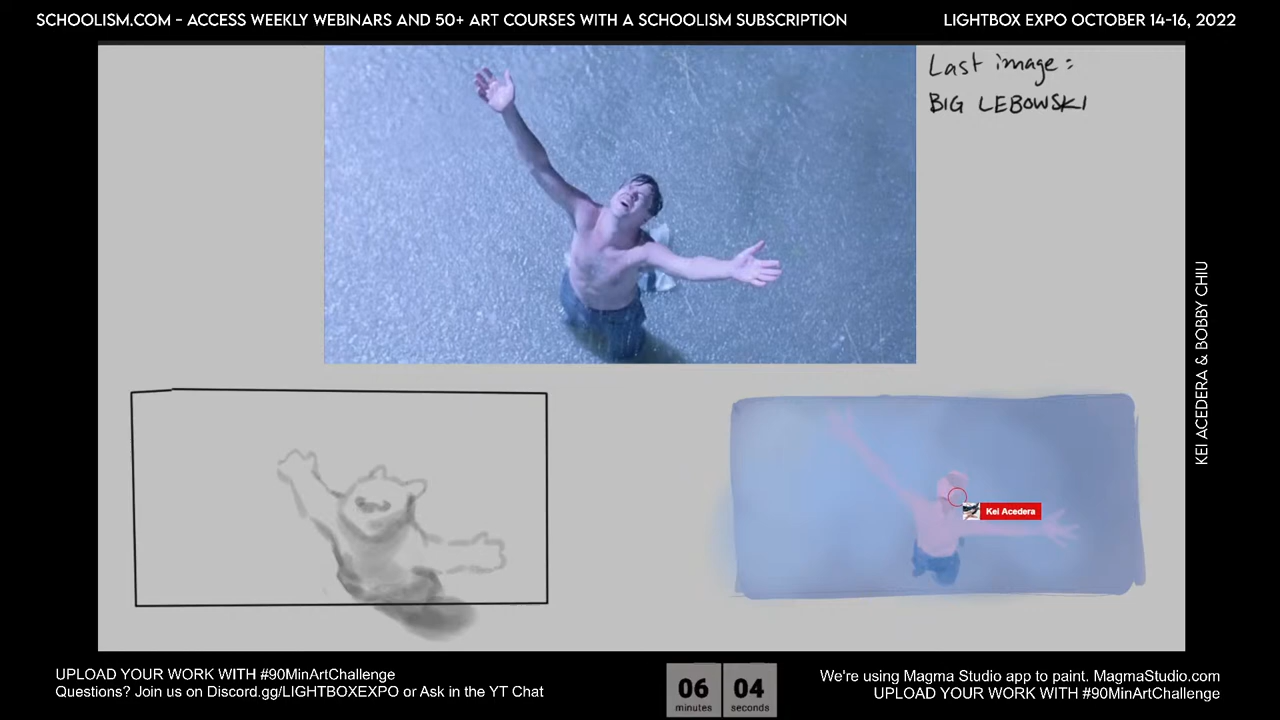 SCHOOLISM.COM - ACCESS WEEKLY WEBINARS AND 50+ ART COURSES WITH A SCHOOLISM SUBSCRIPTION
LIGHTBOX EXPO OCTOBER 14-16, 2022
Last image:
BIG LEBOWSKI
KEI ACEDERA & BOBBY CHIU
Kei Acedera
UPLOAD YOUR WORK WITH #90MinArtChallenge
Questions? Join us on Discord.gg/LIGHTBOXEXPO or Ask in the YT Chat
06
minutes
04
seconds
We're using Magma Studio app to paint. MagmaStudio.com
UPLOAD YOUR WORK WITH #90MinArtChallenge